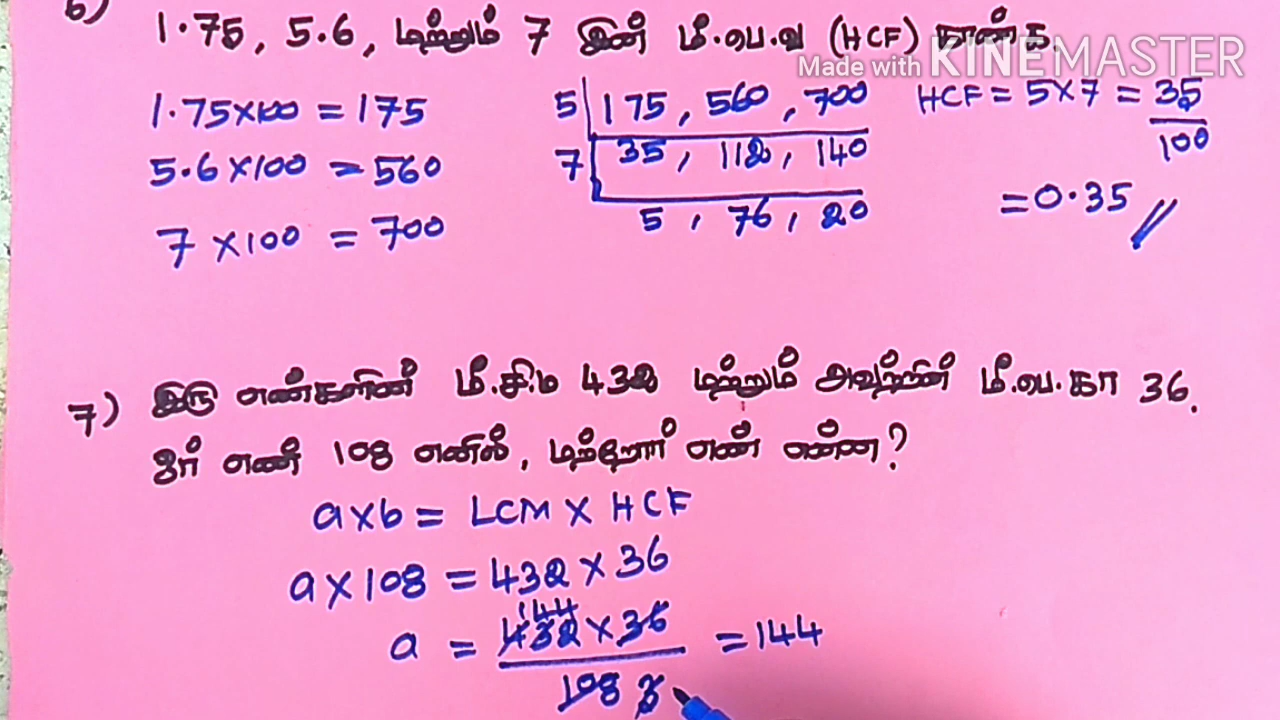 6)
1.75, 5.6, மற்றும் 7 இன் மீ.பெ.வ (HCF) காண்க.
Made with KINEMASTER
1.75×100 = 175
5.6×100 = 560
7×100 = 700
5 | 175, 560, 700
7 | 35, 112, 140
5, 76, 20
HCF = 5×7 = 35
100
= 0.35 //
7) இரு எண்களின் மீ.சி.ம 432 மற்றும் அவற்றின் மீ.பெ.கா 36.
ஓர் எண் 108 எனில், மற்றோர் எண் என்ன?
a×b = LCM × HCF
a×108 = 432 × 36
144
a = 432 × 36 = 144
108 3